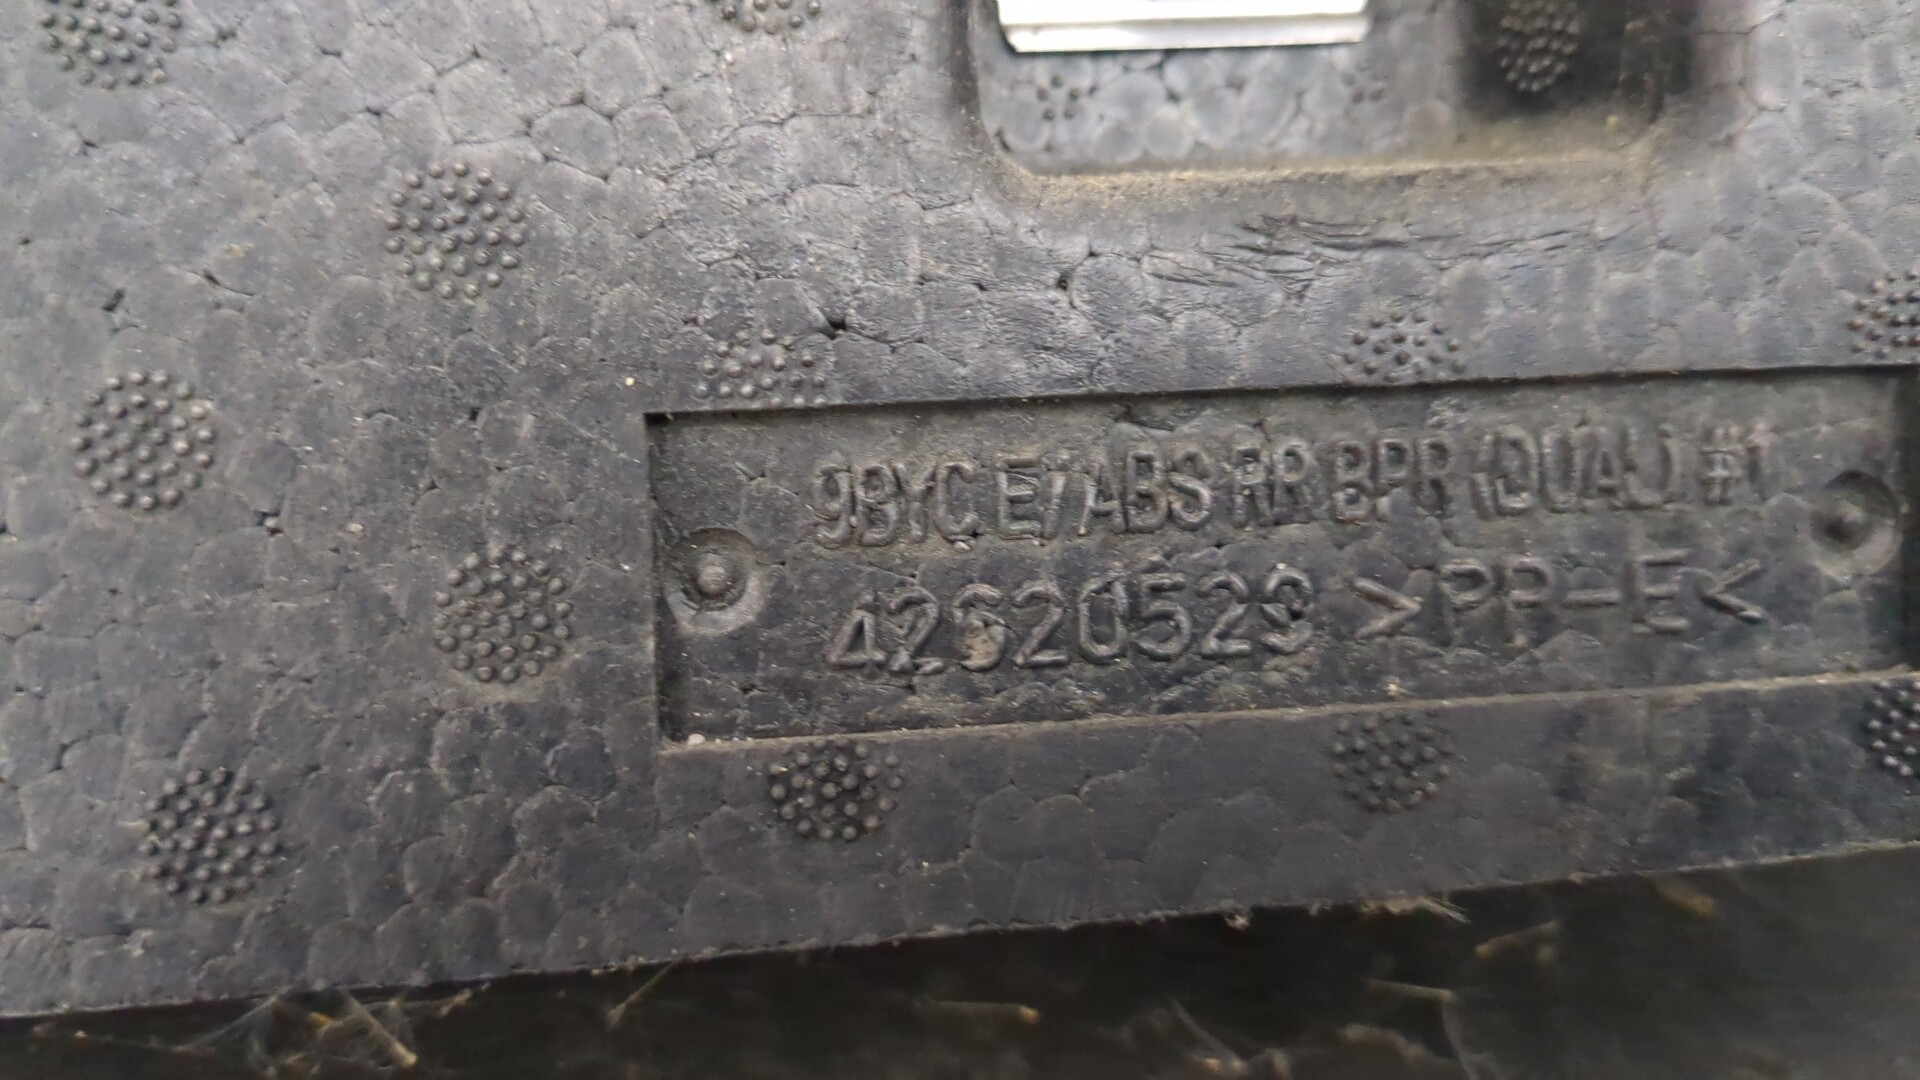 9BYC E/ABS RR BPR (DUAL) #1
42620529 >PP-E<